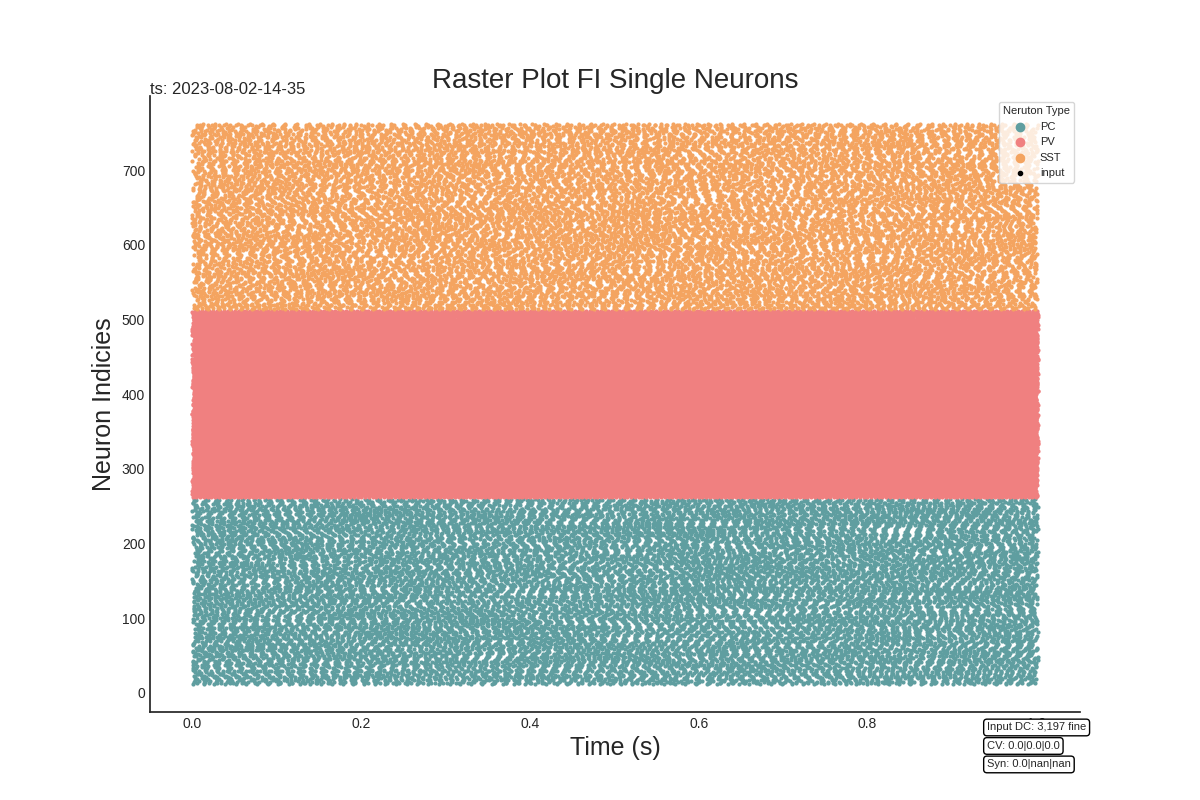 Raster Plot FI Single Neurons
ts: 2023-08-02-14-35
Neruton Type
PC
PV
SST
input
Neuron Indicies
700
600
500
400
300
200
100
0
0.0
0.2
0.4
0.6
0.8
Time (s)
Input DC: 3,197 fine
CV: 0.0|0.0|0.0
Syn: 0.0|nan|nan